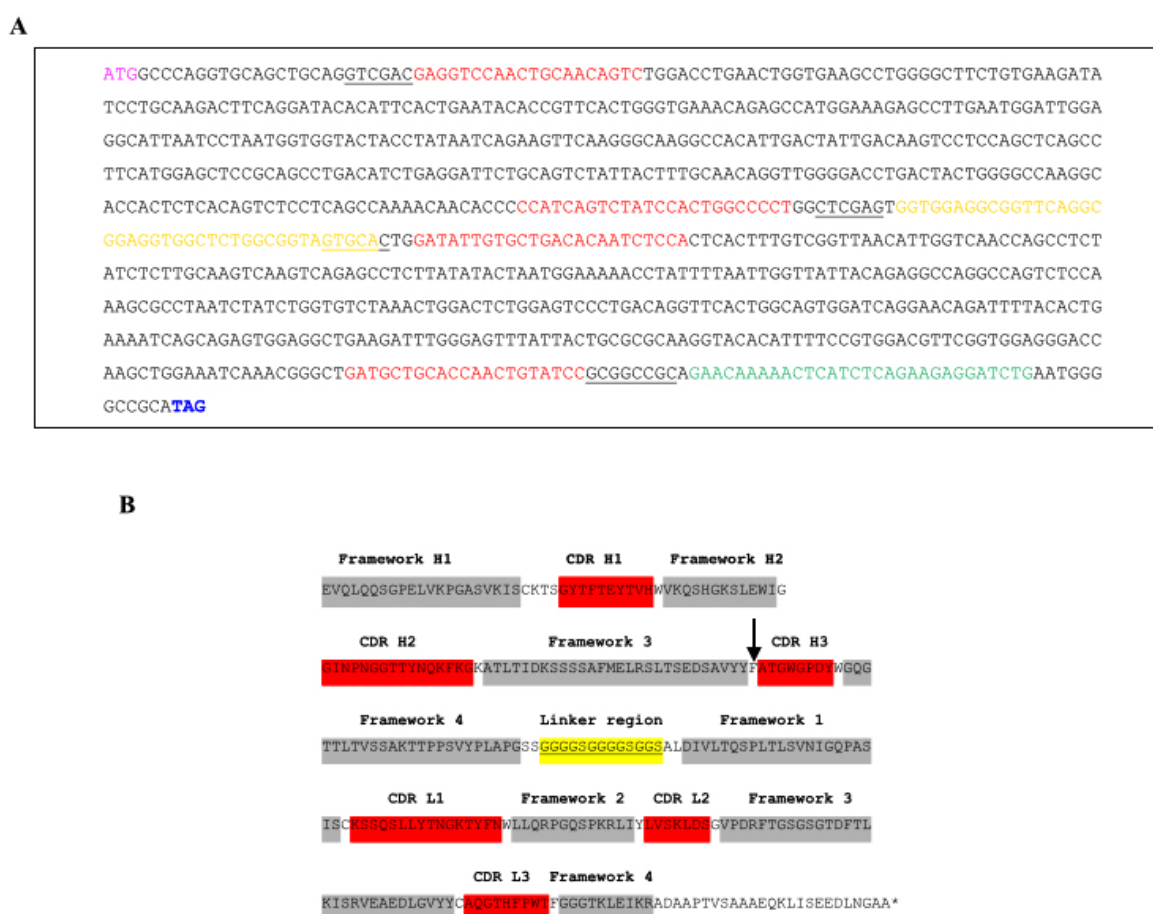 A
ATGGCCCAGGTGCAGCTGCAGGTCGACGAGGTCCAACTGCAACAGTCTGGACCTGAACTGGTGAAGCCTGGGGCTTCTGTGAAGATA
TCCTGCAAGACTTCAGGATACACATTCACTGAATACACCGTTCACTGGGTGAAACAGAGCCATGGAAAGAGCCTTGAATGGATTGGA
GGCATTAATCCTAATGGTGGTACTACCTATAATCAGAAGTTCAAGGGCAAGGCCACATTGACTATTGACAAGTCCTCCAGCTCAGCC
TTCATGGAGCTCCGCAGCCTGACATCTGAGGATTCTGCAGTCTATTACTTTGCAACAGGTTGGGGACCTGACTACTGGGGCCAAGGC
ACCACTCTCACAGTCTCCTCAGCCAAAACAACACCCCCATCAGTCTATCCACTGGCCCCTGGCTCGAGTGGTGGAGGCGGTTCAGGC
GGAGGTGGCTCTGGCGGTAGTGCACTGGATATTGTGCTGACACAATCTCCACTCACTTTGTCGGTTAACATTGGTCAACCAGCCTCT
ATCTCTTGCAAGTCAAGTCAGAGCCTCTTATATACTAATGGAAAAACCTATTTTAATTGGTTATTACAGAGGCCAGGCCAGTCTCCA
AAGCGCCTAATCTATCTGGTGTCTAAACTGGACTCTGGAGTCCCTGACAGGTTCACTGGCAGTGGATCAGGAACAGATTTTACACTG
AAAATCAGCAGAGTGGAGGCTGAAGATTTGGGAGTTTATTACTGCGCGCAAGGTACACATTTTCCGTGGACGTTCGGTGGAGGGACC
AAGCTGGAAATCAAACGGGCTGATGCTGCACCAACTGTATCCGCGGCCGCAGAACAAAAACTCATCTCAGAAGAGGATCTGAATGGG
GCCGCATAG
B
Framework H1 CDR H1 Framework H2
EVQLQQSGPELVKPGASVKISCKTSGYTFTEYTVHWVKQSHGKSLEWIG
CDR H2 Framework 3 CDR H3
GINPNGGTTYNQKFKGKATLTIDKSSSSAFMELRSLTSEDSAVYYFATGWGPDYWGQG
Framework 4 Linker region Framework 1
TTLTVSSAKTTPPSVYPLAPGSSGGGGSGGGGSGGSALDIVLTQSPLTLSVNIGQPAS
CDR L1 Framework 2 CDR L2 Framework 3
ISCKSSQSLLYTNGKTYFNWLLQRPGQSPKRLIYLVSKLDSGVPDRFTGSGSGTDFTL
CDR L3 Framework 4
KISRVEAEDLGVYYCAQGTHFPWTFGGGTKLEIKRADAAPTVSAAAEQKLISEEDLNGAA*